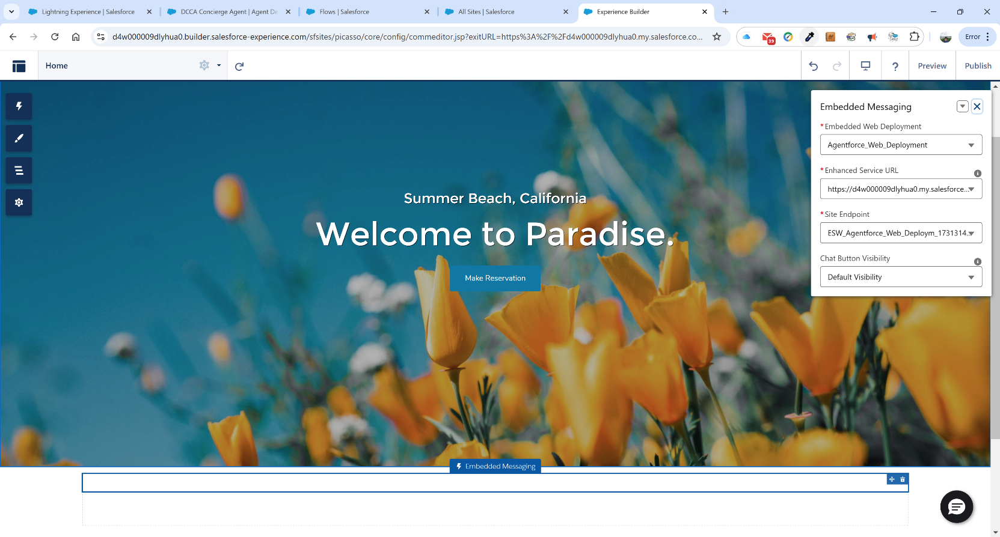 Lightning Experience | Salesforce
DCCA Concierge Agent | Agent De
Flows | Salesforce
All Sites | Salesforce
Experience Builder
d4w000009dlyhua0.builder.salesforce-experience.com/sfsites/picasso/core/config/commeditor.jsp?exitURL=https%3A%2F%2Fd4w000009dlyhua0.my.salesforce.co...
39
Error
Home
?
Preview
Publish
Embedded Messaging
* Embedded Web Deployment
Agentforce_Web_Deployment
* Enhanced Service URL
https://d4w000009dlyhua0.my.salesforce...
* Site Endpoint
ESW_Agentforce_Web_Deploym_1731314...
Chat Button Visibility
Default Visibility
Summer Beach, California
Welcome to Paradise.
Make Reservation
Embedded Messaging